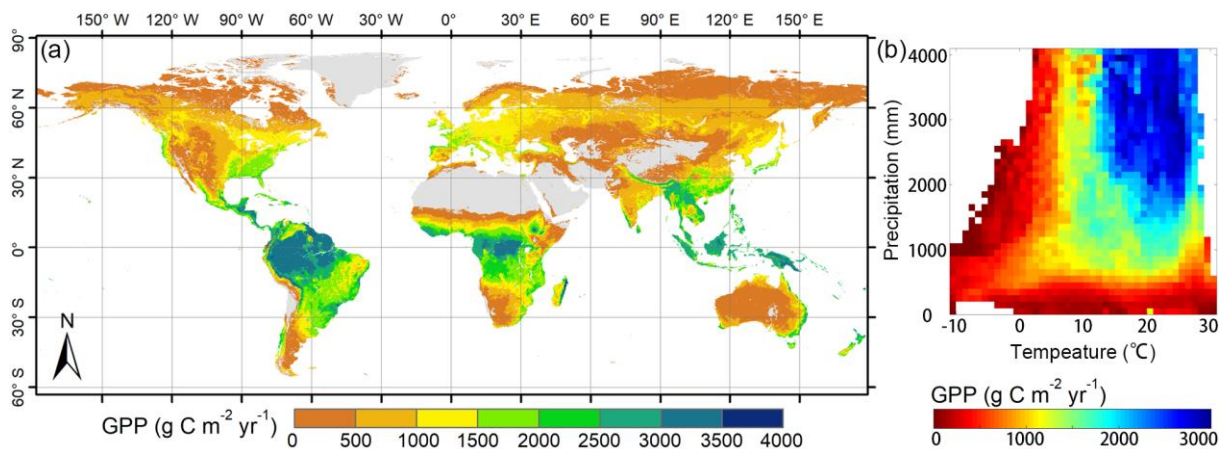 150° W 120° W 90° W 60° W 30° W 0° 30° E 60° E 90° E 120° E 150° E
(a)
90° N
60° N
30° N
0°
30° S
60° S
N
GPP (g C m-2 yr-1)
0 500 1000 1500 2000 2500 3000 3500 4000
(b)
Precipitation (mm)
4000
3000
2000
1000
0
-10 0 10 20 30
Tempeature (℃)
GPP (g C m-2 yr-1)
0 1000 2000 3000